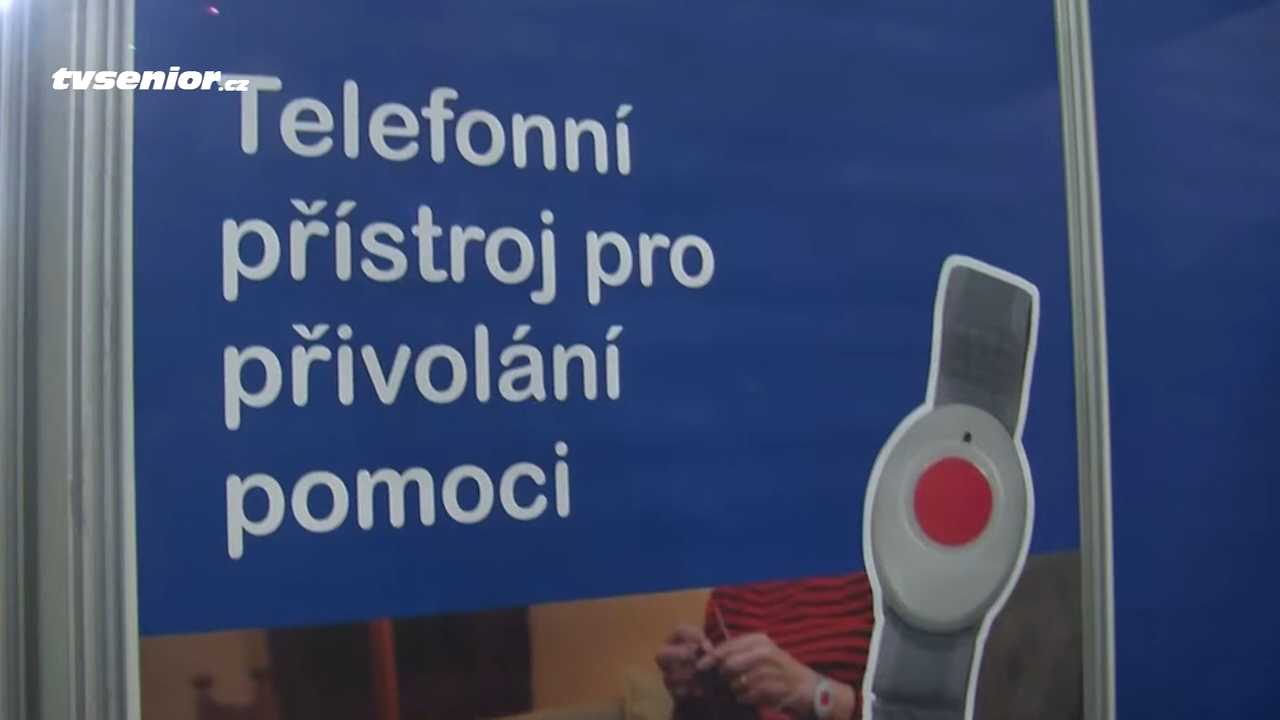 tvsenior.cz
Telefonní
přístroj pro
přivolání
pomoci